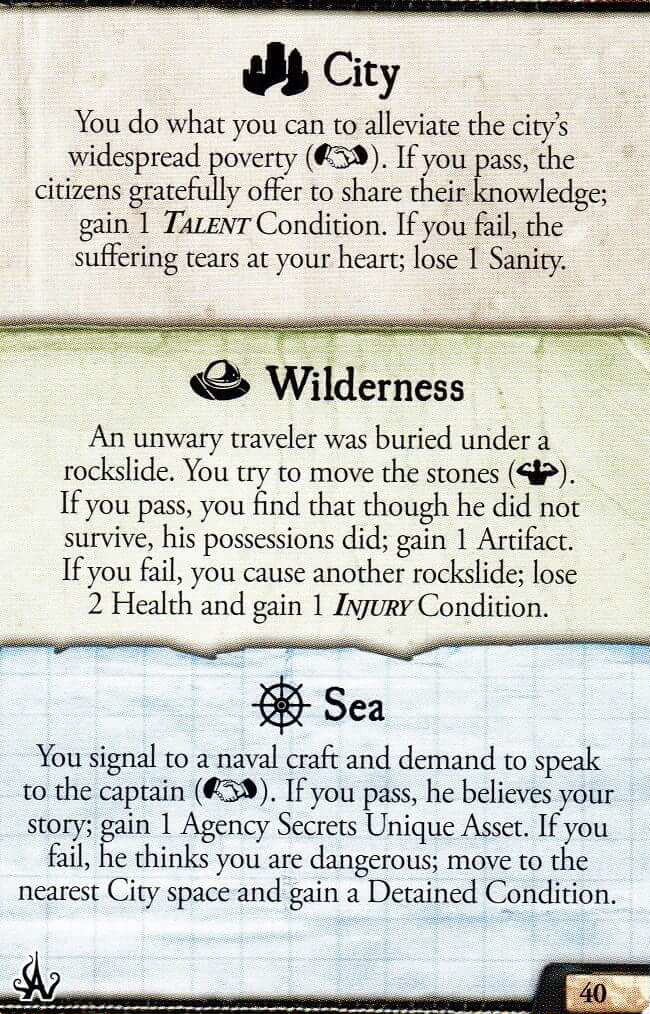 City
You do what you can to alleviate the city's
widespread poverty ( ). If you pass, the
citizens gratefully offer to share their knowledge;
gain 1 TALENT Condition. If you fail, the
suffering tears at your heart; lose 1 Sanity.
Wilderness
An unwary traveler was buried under a
rockslide. You try to move the stones ( ).
If you pass, you find that though he did not
survive, his possessions did; gain 1 Artifact.
If you fail, you cause another rockslide; lose
2 Health and gain 1 INJURY Condition.
Sea
You signal to a naval craft and demand to speak
to the captain ( ). If you pass, he believes your
story; gain 1 Agency Secrets Unique Asset. If you
fail, he thinks you are dangerous; move to the
nearest City space and gain a Detained Condition.
40